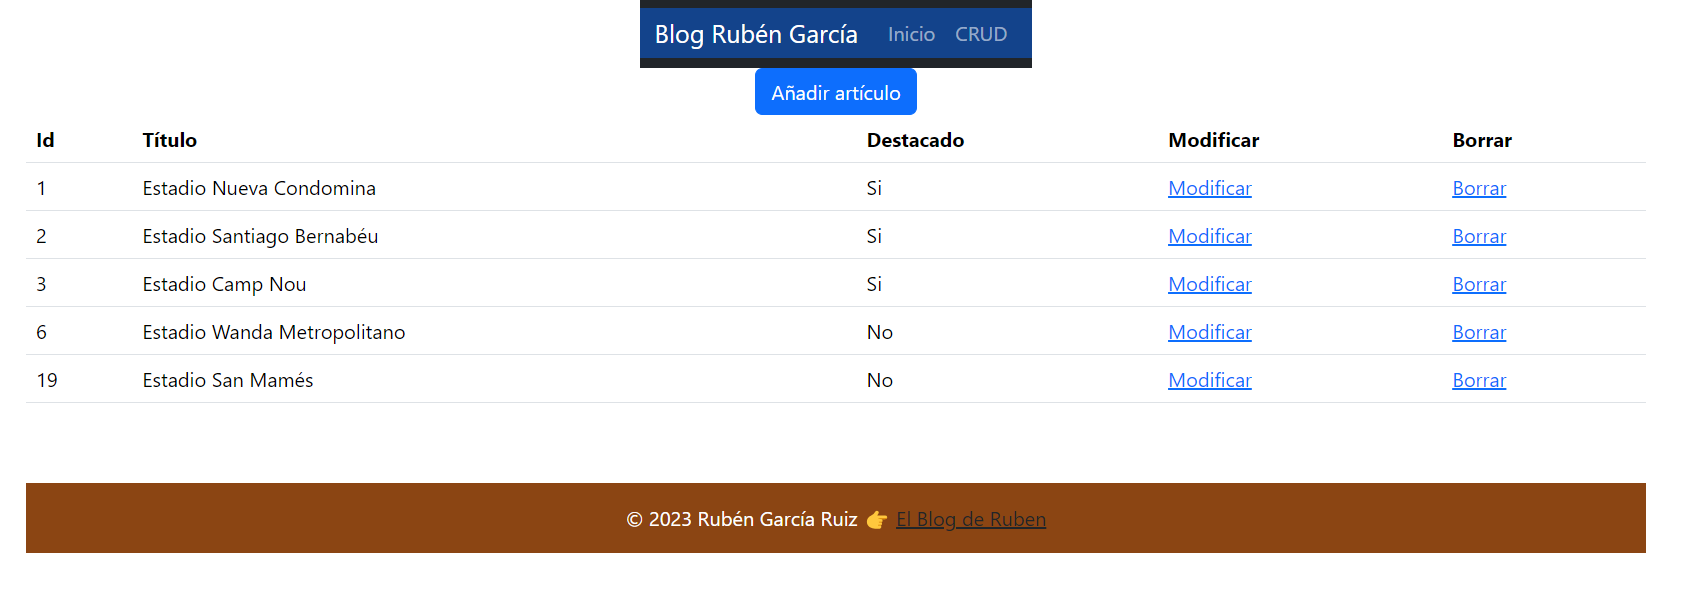 Blog Rubén García Inicio CRUD
Añadir artículo
Id Título Destacado Modificar Borrar
1 Estadio Nueva Condomina Si Modificar Borrar
2 Estadio Santiago Bernabéu Si Modificar Borrar
3 Estadio Camp Nou Si Modificar Borrar
6 Estadio Wanda Metropolitano No Modificar Borrar
19 Estadio San Mamés No Modificar Borrar
© 2023 Rubén García Ruiz 👉 El Blog de Ruben